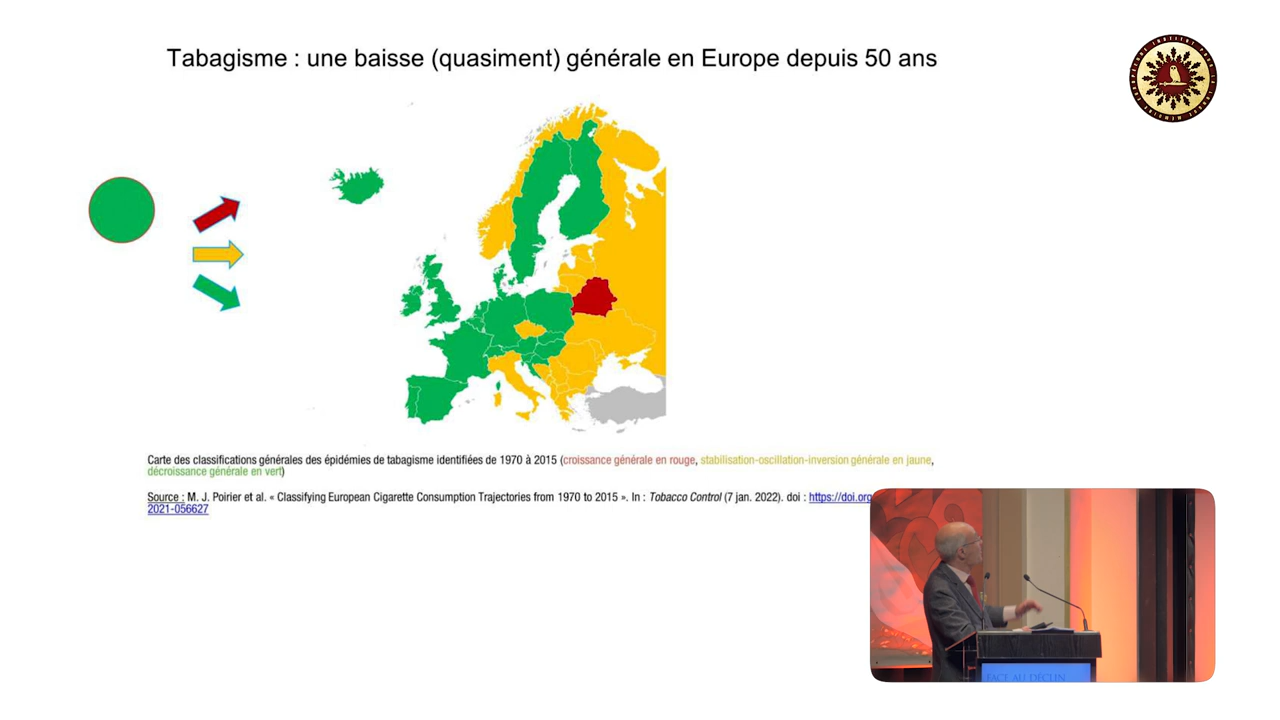 Tabagisme : une baisse (quasiment) générale en Europe depuis 50 ans
Carte des classifications générales des épidémies de tabagisme identifiées de 1970 à 2015 (croissance générale en rouge, stabilisation-oscillation-inversion générale en jaune,
décroissance générale en vert)
Source : M. J. Poirier et al. « Classifying European Cigarette Consumption Trajectories from 1970 to 2015 ». In : Tobacco Control (7 jan. 2022). doi : https://doi.org
2021-056627
FACE AU DÉCLIN